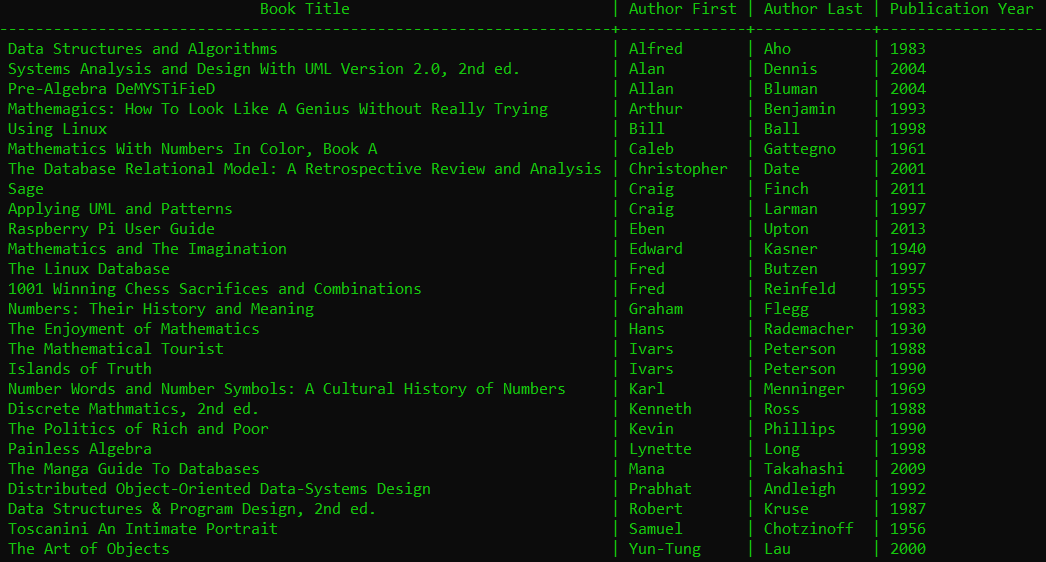 Book Title | Author First | Author Last | Publication Year
--------------------------------------------------------------------+--------------+-------------+------------------
Data Structures and Algorithms | Alfred | Aho | 1983
Systems Analysis and Design With UML Version 2.0, 2nd ed. | Alan | Dennis | 2004
Pre-Algebra DeMYSTiFieD | Allan | Bluman | 2004
Mathemagics: How To Look Like A Genius Without Really Trying | Arthur | Benjamin | 1993
Using Linux | Bill | Ball | 1998
Mathematics With Numbers In Color, Book A | Caleb | Gattegno | 1961
The Database Relational Model: A Retrospective Review and Analysis | Christopher | Date | 2001
Sage | Craig | Finch | 2011
Applying UML and Patterns | Craig | Larman | 1997
Raspberry Pi User Guide | Eben | Upton | 2013
Mathematics and The Imagination | Edward | Kasner | 1940
The Linux Database | Fred | Butzen | 1997
1001 Winning Chess Sacrifices and Combinations | Fred | Reinfeld | 1955
Numbers: Their History and Meaning | Graham | Flegg | 1983
The Enjoyment of Mathematics | Hans | Rademacher | 1930
The Mathematical Tourist | Ivars | Peterson | 1988
Islands of Truth | Ivars | Peterson | 1990
Number Words and Number Symbols: A Cultural History of Numbers | Karl | Menninger | 1969
Discrete Mathmatics, 2nd ed. | Kenneth | Ross | 1988
The Politics of Rich and Poor | Kevin | Phillips | 1990
Painless Algebra | Lynette | Long | 1998
The Manga Guide To Databases | Mana | Takahashi | 2009
Distributed Object-Oriented Data-Systems Design | Prabhat | Andleigh | 1992
Data Structures & Program Design, 2nd ed. | Robert | Kruse | 1987
Toscanini An Intimate Portrait | Samuel | Chotzinoff | 1956
The Art of Objects | Yun-Tung | Lau | 2000